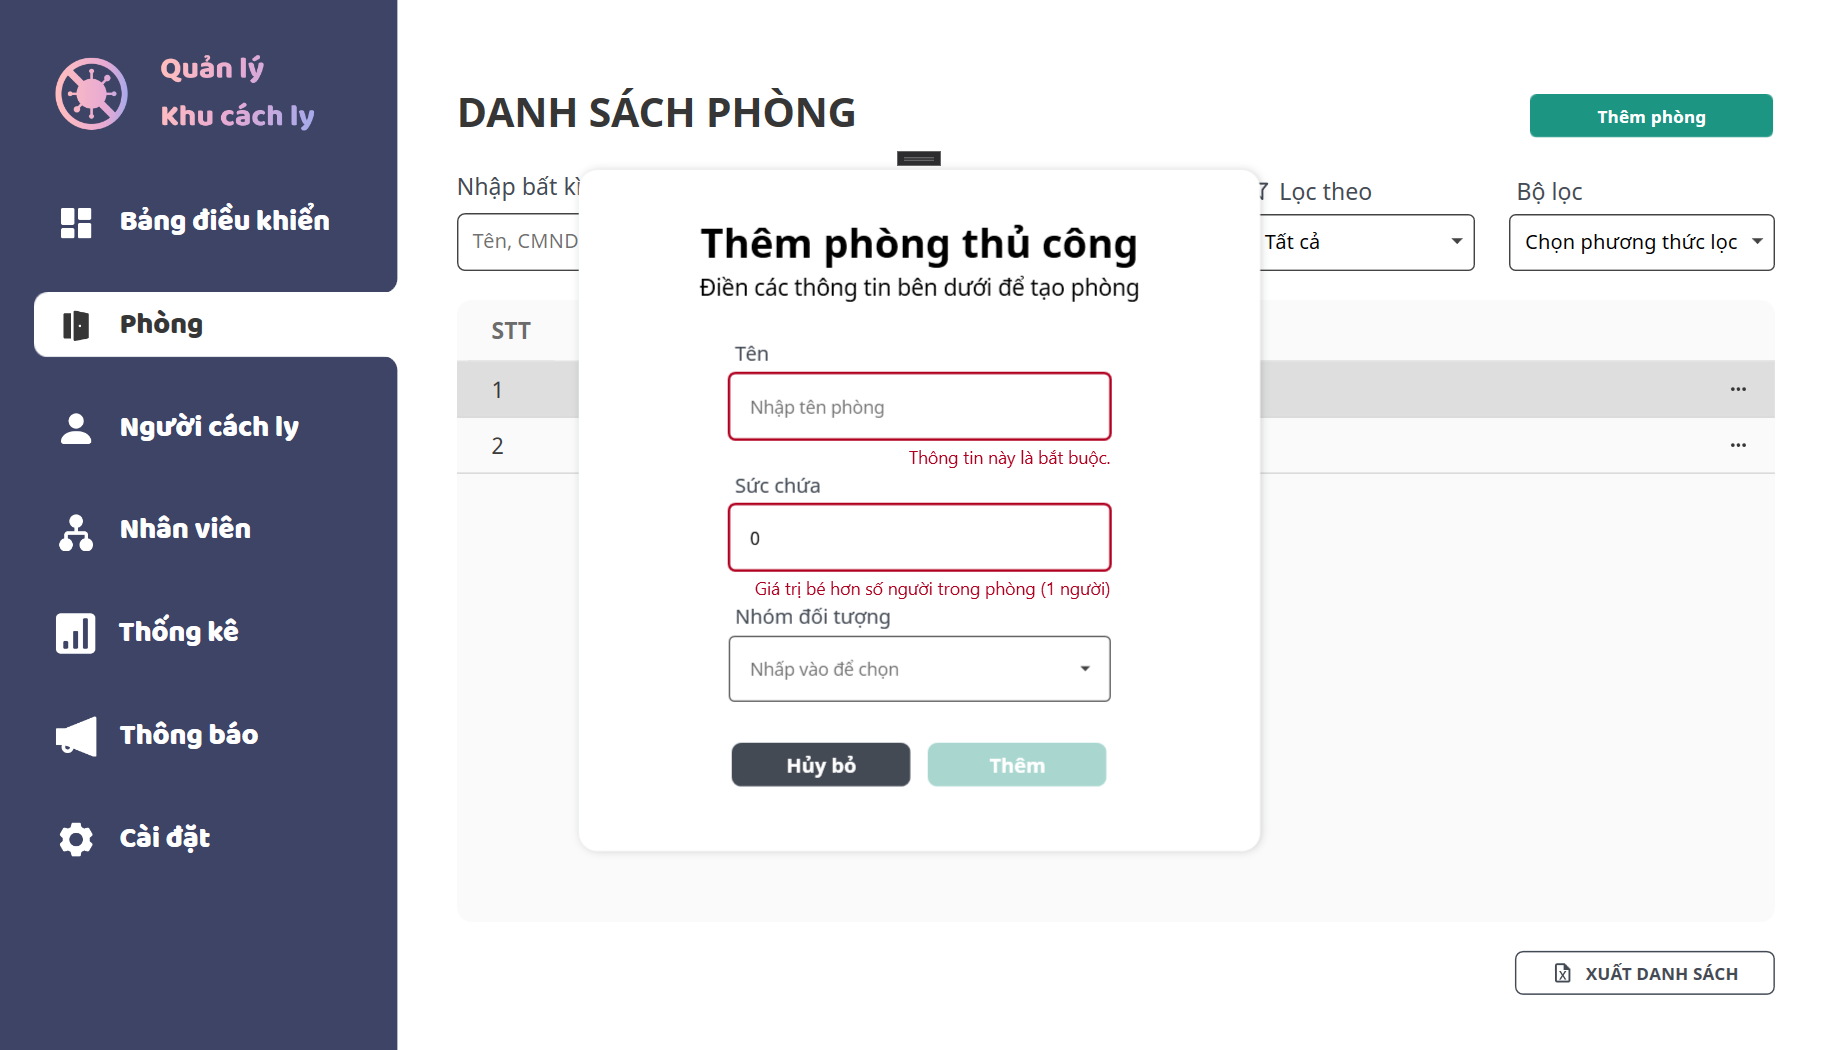 Quản lý
Khu cách ly
Bảng điều khiển
Phòng
Người cách ly
Nhân viên
Thống kê
Thông báo
Cài đặt
DANH SÁCH PHÒNG
Thêm phòng
Nhập bất kì
Lọc theo
Bộ lọc
Tên, CMND
Tất cả
Chọn phương thức lọc
STT
1
2
Thêm phòng thủ công
Điền các thông tin bên dưới để tạo phòng
Tên
Nhập tên phòng
Thông tin này là bắt buộc.
Sức chứa
0
Giá trị bé hơn số người trong phòng (1 người)
Nhóm đối tượng
Nhấp vào để chọn
Hủy bỏ
Thêm
XUẤT DANH SÁCH